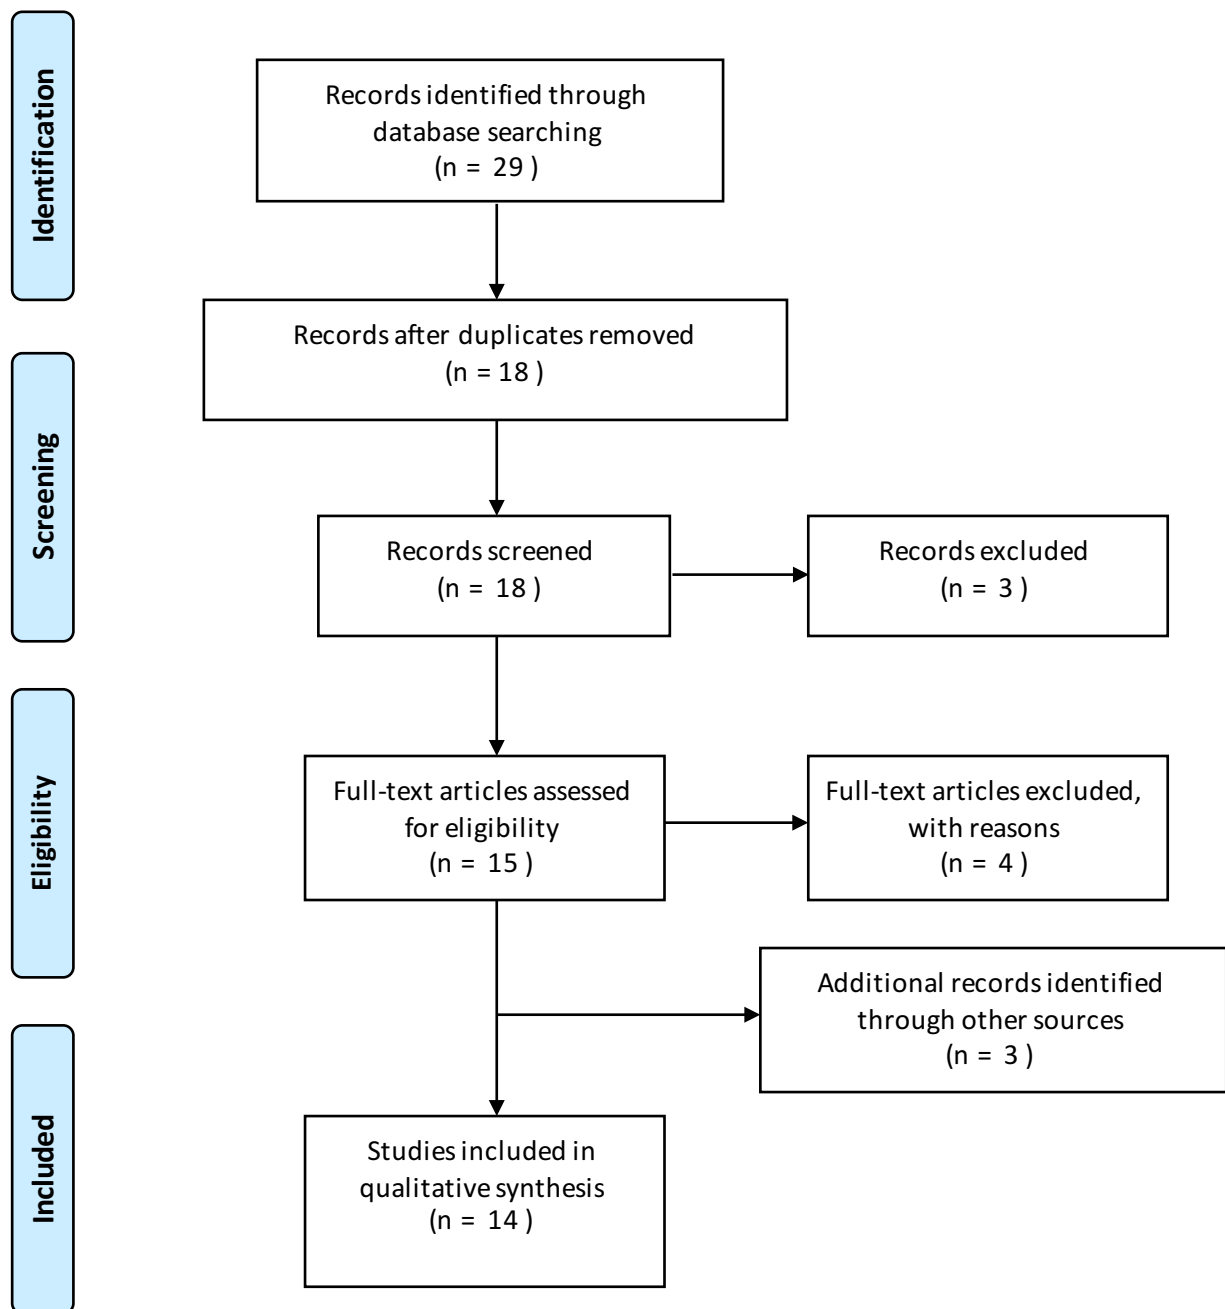 Identification
Records identified through
database searching
(n = 29 )
Records after duplicates removed
(n = 18 )
Screening
Records screened
(n = 18 )
Records excluded
(n = 3 )
Eligibility
Full-text articles assessed
for eligibility
(n = 15 )
Full-text articles excluded,
with reasons
(n = 4 )
Additional records identified
through other sources
(n = 3 )
Included
Studies included in
qualitative synthesis
(n = 14 )